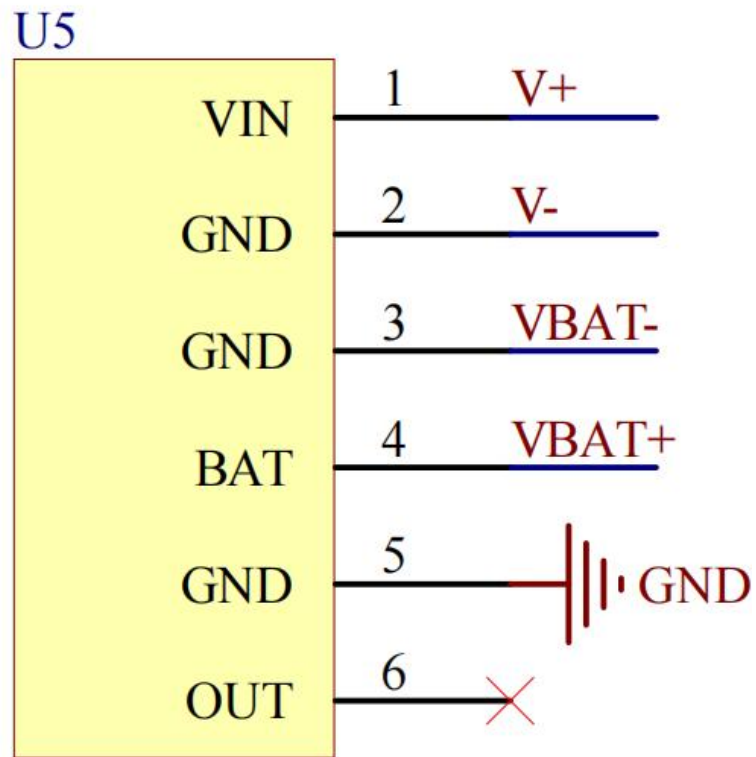 U5
VIN 1 V+
GND 2 V-
GND 3 VBAT-
BAT 4 VBAT+
GND 5 GND
OUT 6